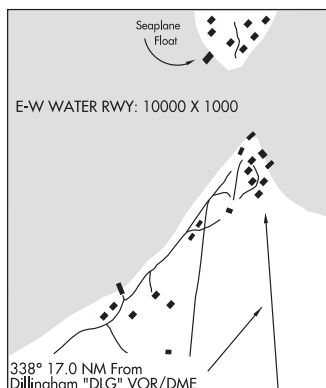 Seaplane
Float
E-W WATER RWY: 10000 X 1000
338° 17.0 NM From
Dillingham "DLG" VOR/DME